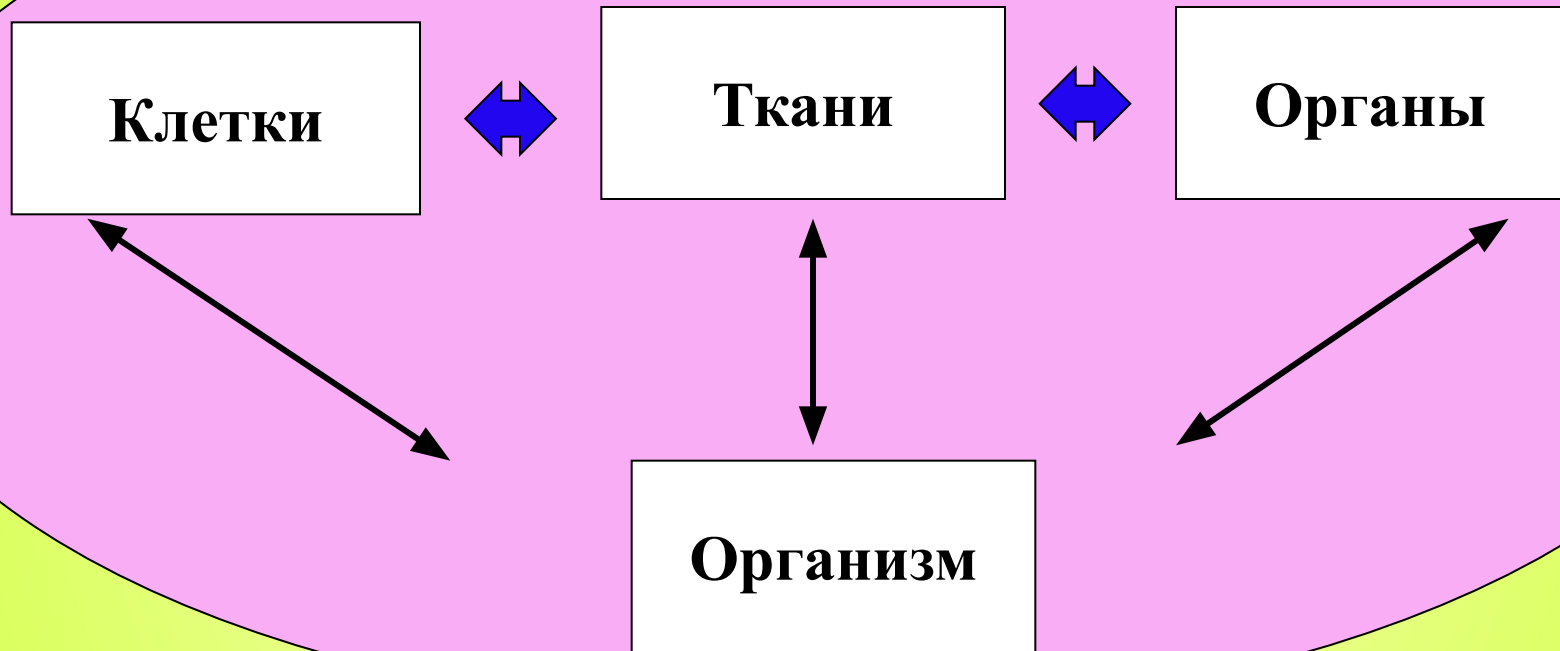 Клетки
Ткани
Органы
Организм